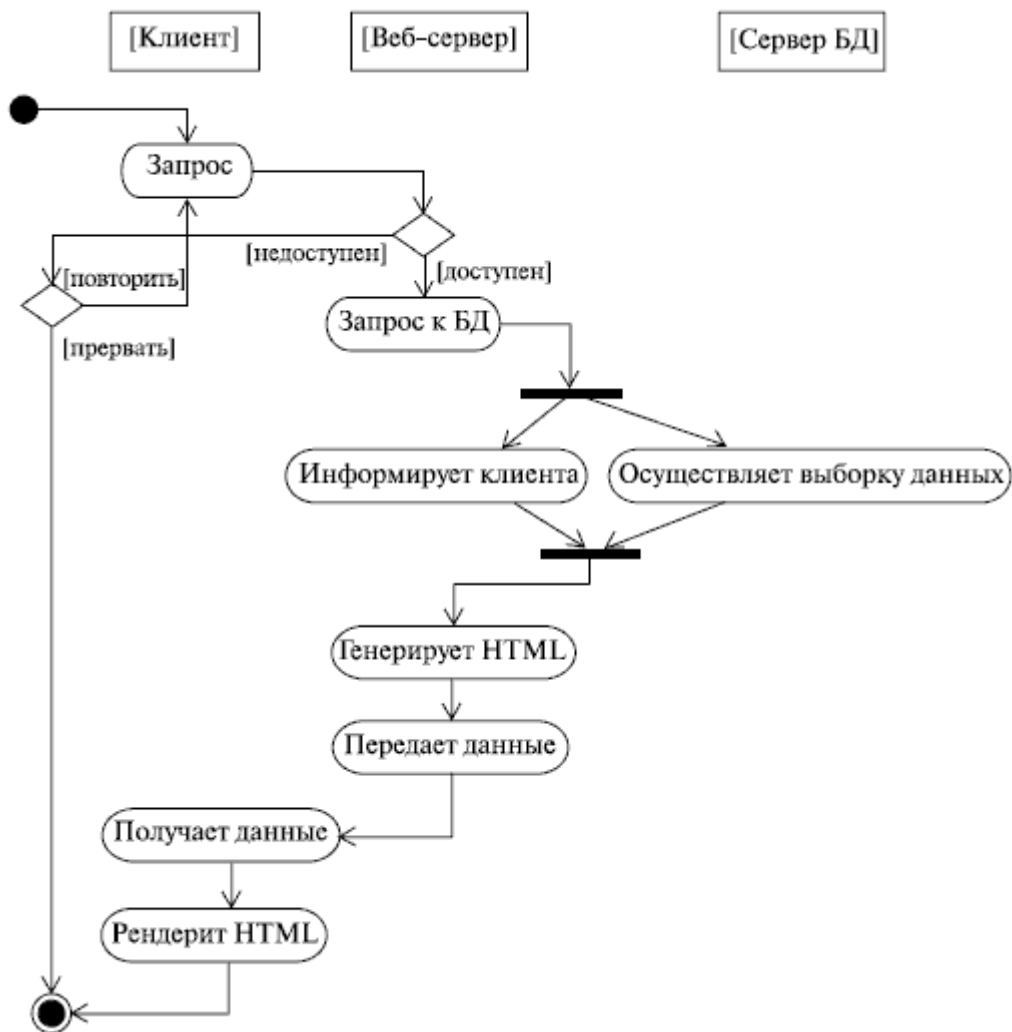 [Клиент]
[Веб-сервер]
[Сервер БД]
Запрос
[недоступен]
[доступен]
[повторить]
[прервать]
Запрос к БД
Информирует клиента
Осуществляет выборку данных
Генерирует HTML
Передает данные
Получает данные
Рендерит HTML